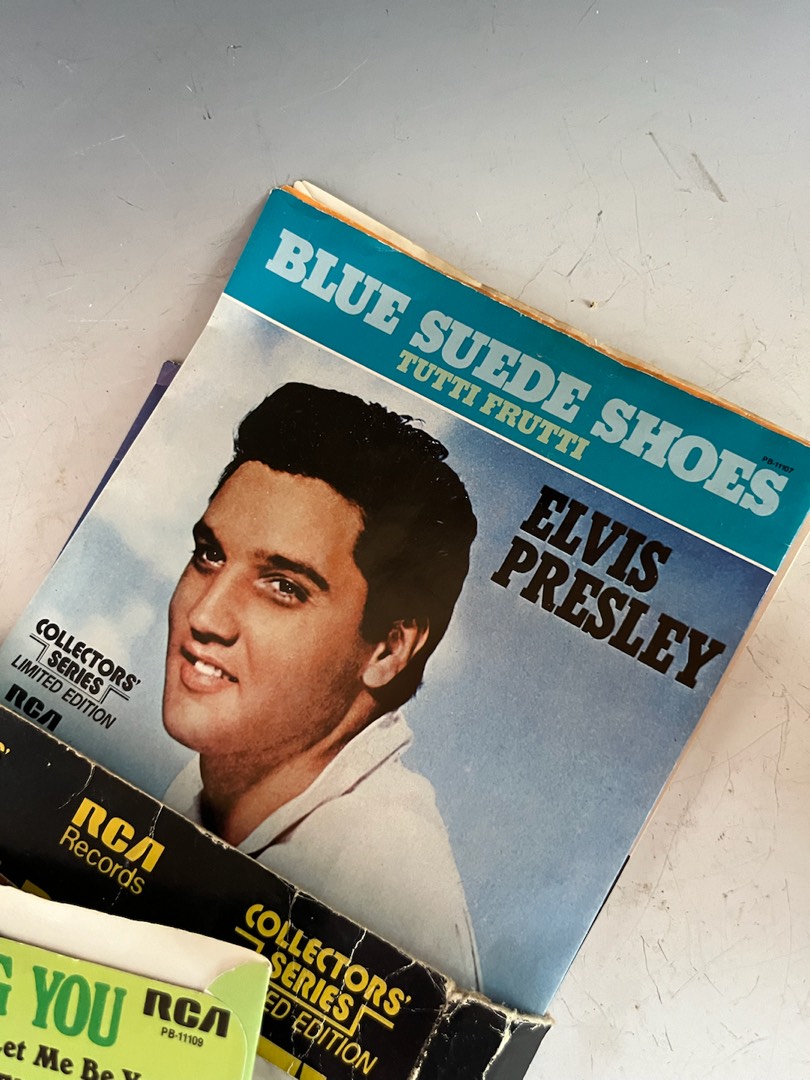 BLUE SUEDE SHOES
TUTTI FRUTTI
PB-11107
ELVIS
PRESLEY
COLLECTORS'
SERIES
LIMITED EDITION
RCA
RCA
Records
COLLECTORS'
SERIES
ED EDITION
G YOU
RCA
PB-11109
Let Me Be